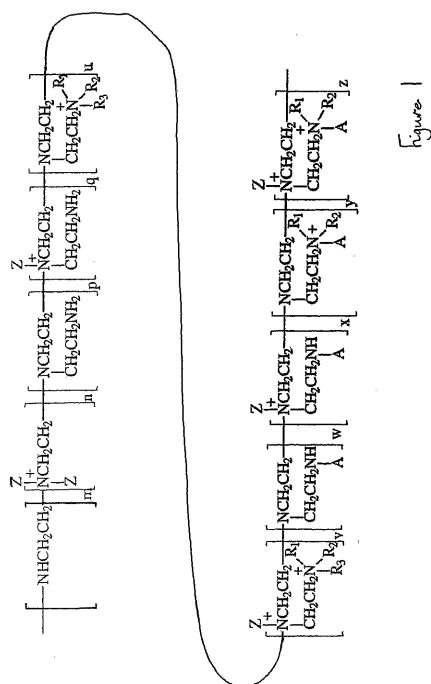 Z Z
+ +
NHCH₂CH₂ NCH₂CH₂ NCH₂CH₂ NCH₂CH₂ NCH₂CH₂ R₁
Z CH₂CH₂NH₂ CH₂CH₂NH₂ CH₂CH₂N + R₂
m n p q R₃ u
Z Z Z
+ + +
NCH₂CH₂ R₁ NCH₂CH₂ NCH₂CH₂ NCH₂CH₂ R₁ NCH₂CH₂ R₁
CH₂CH₂N + R₂ CH₂CH₂NH CH₂CH₂NH CH₂CH₂N + R₂ CH₂CH₂N + R₂
R₃ v A w A x A y A z
Figure 1